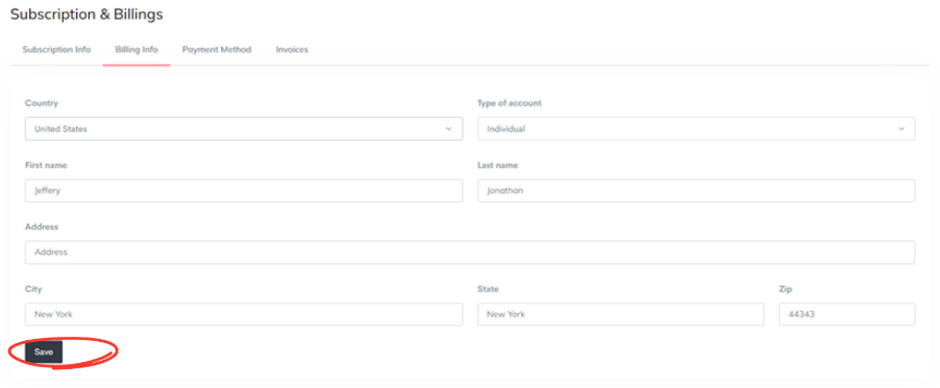 Subscription & Billings
Subscription Info Billing Info Payment Method Invoices
Country Type of account
United States Individual
First name Last name
Jeffery Jonathan
Address
Address
City State Zip
New York New York 44343
Save